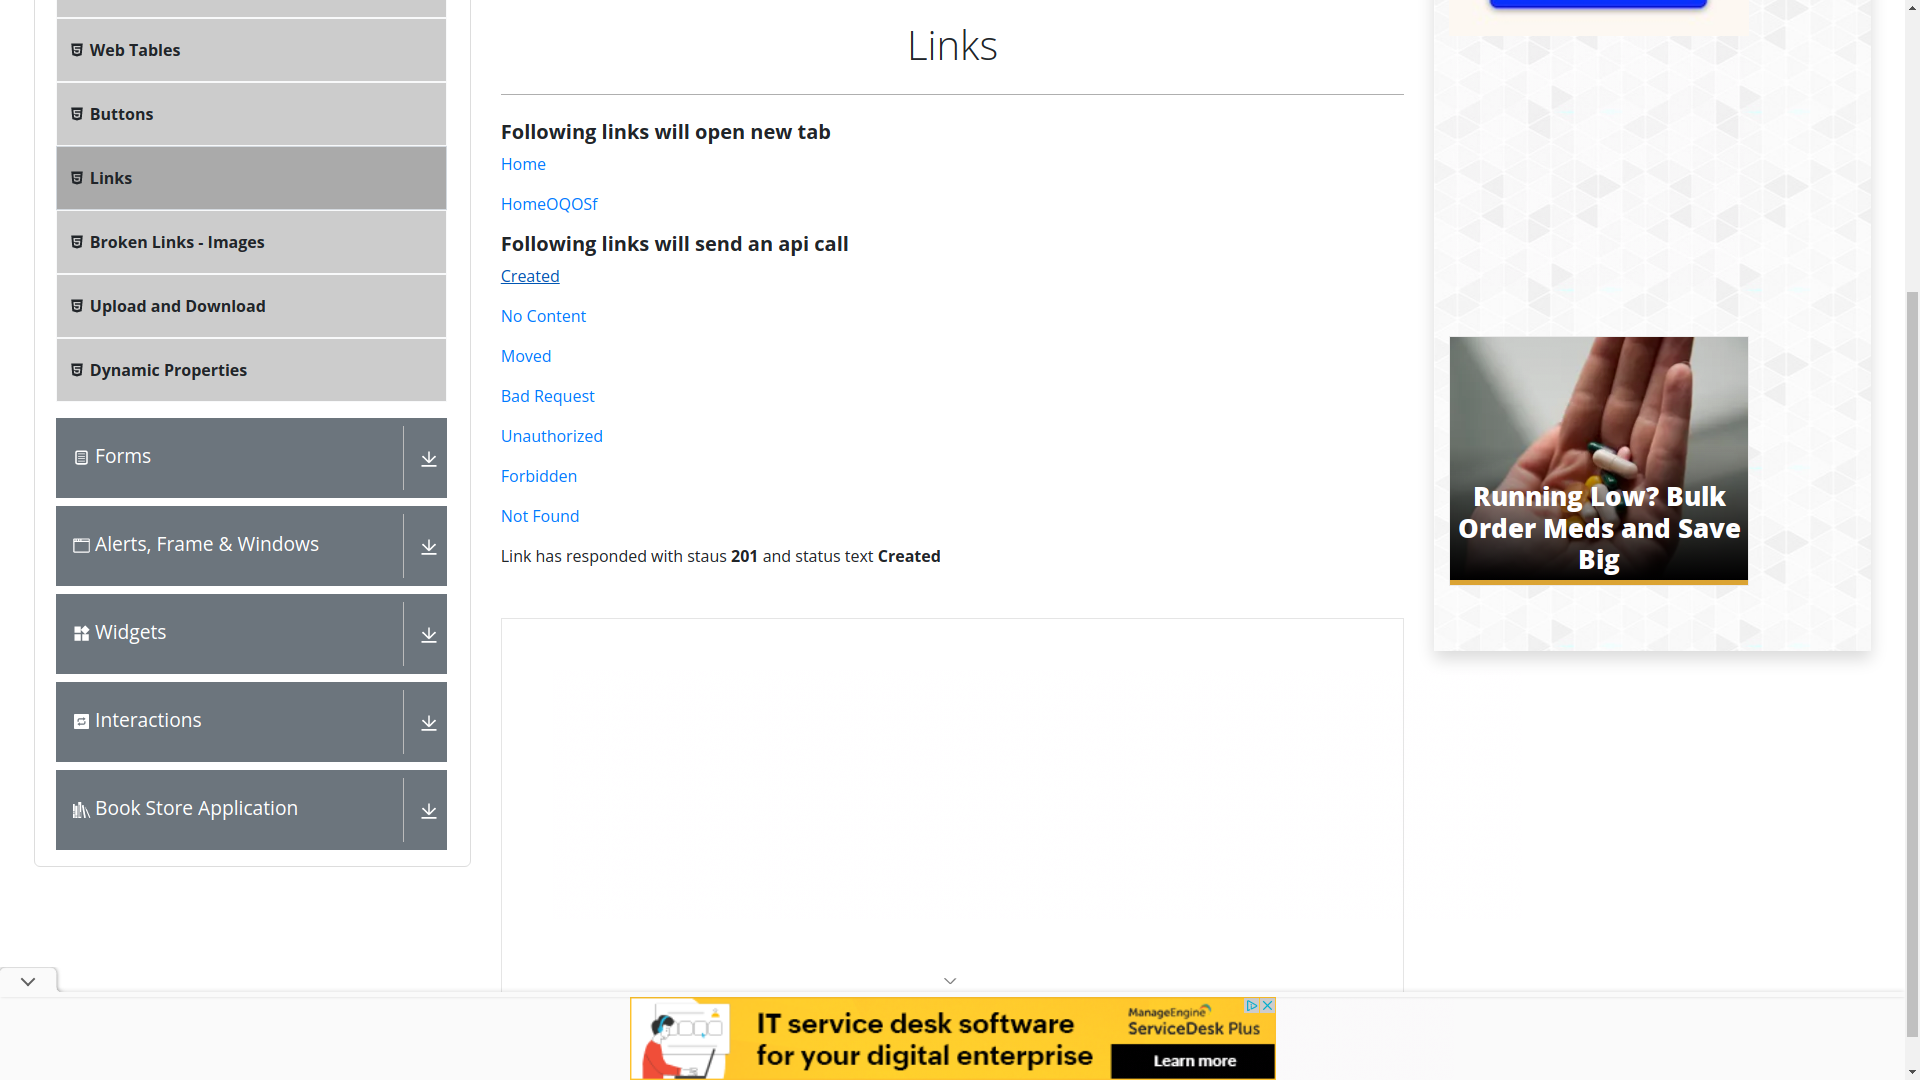 Web Tables
Buttons
Links
Broken Links - Images
Upload and Download
Dynamic Properties
Forms
Alerts, Frame & Windows
Widgets
Interactions
Book Store Application
Links
Following links will open new tab
Home
HomeOQOSf
Following links will send an api call
Created
No Content
Moved
Bad Request
Unauthorized
Forbidden
Not Found
Link has responded with staus 201 and status text Created
Running Low? Bulk
Order Meds and Save
Big
IT service desk software
for your digital enterprise
ManageEngine
ServiceDesk Plus
Learn more